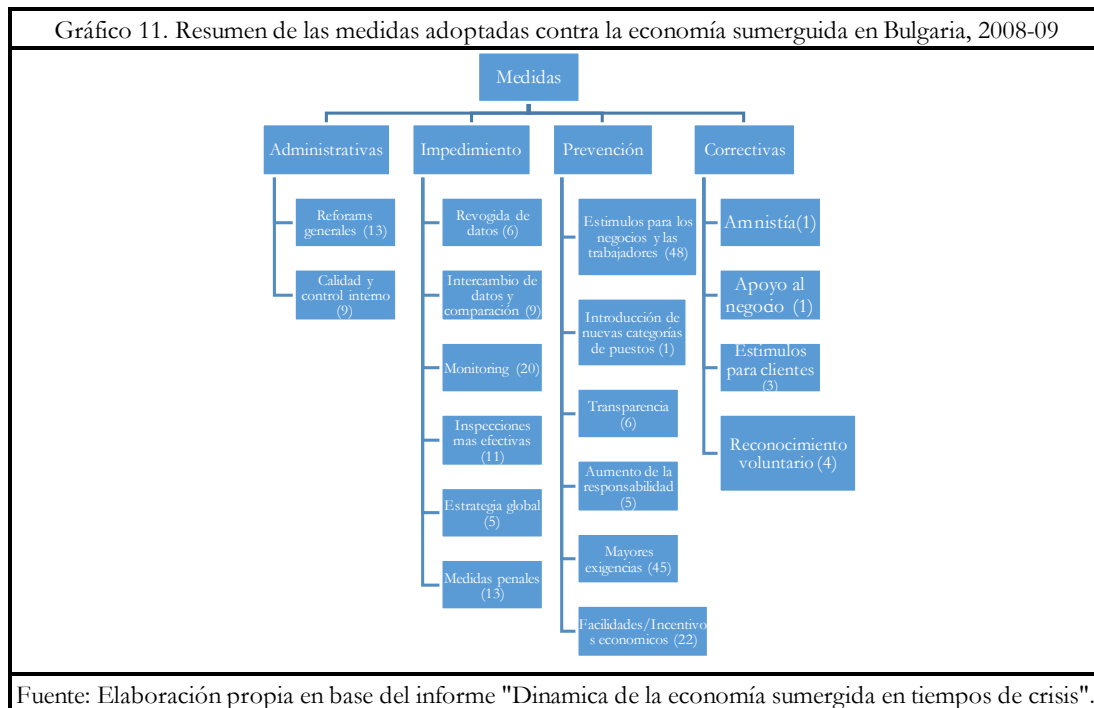 Gráfico 11. Resumen de las medidas adoptadas contra la economía sumerguida en Bulgaria, 2008-09
Medidas
Administrativas
Reforams
generales (13)
Calidad y
control interno
(9)
Impedimiento
Revogida de
datos (6)
Intercambio de
datos y
comparación (9)
Monitoring (20)
Inspecciones
mas efectivas
(11)
Estrategia global
(5)
Medidas penales
(13)
Prevención
Estímulos para los
negocios y las
trabajadores (48)
Introducción de
nuevas categorías
de puestos (1)
Transparencia
(6)
Aumento de la
responsabilidad
(5)
Mayores
exigencias (45)
Facilidades/Incentivo
s economicos (22)
Correctivas
Amnistía(1)
Apoyo al
negocio (1)
Estímulos
para clientes
(3)
Reconocimiento
voluntario (4)
Fuente: Elaboración propia en base del informe "Dinamica de la economía sumergida en tiempos de crisis".